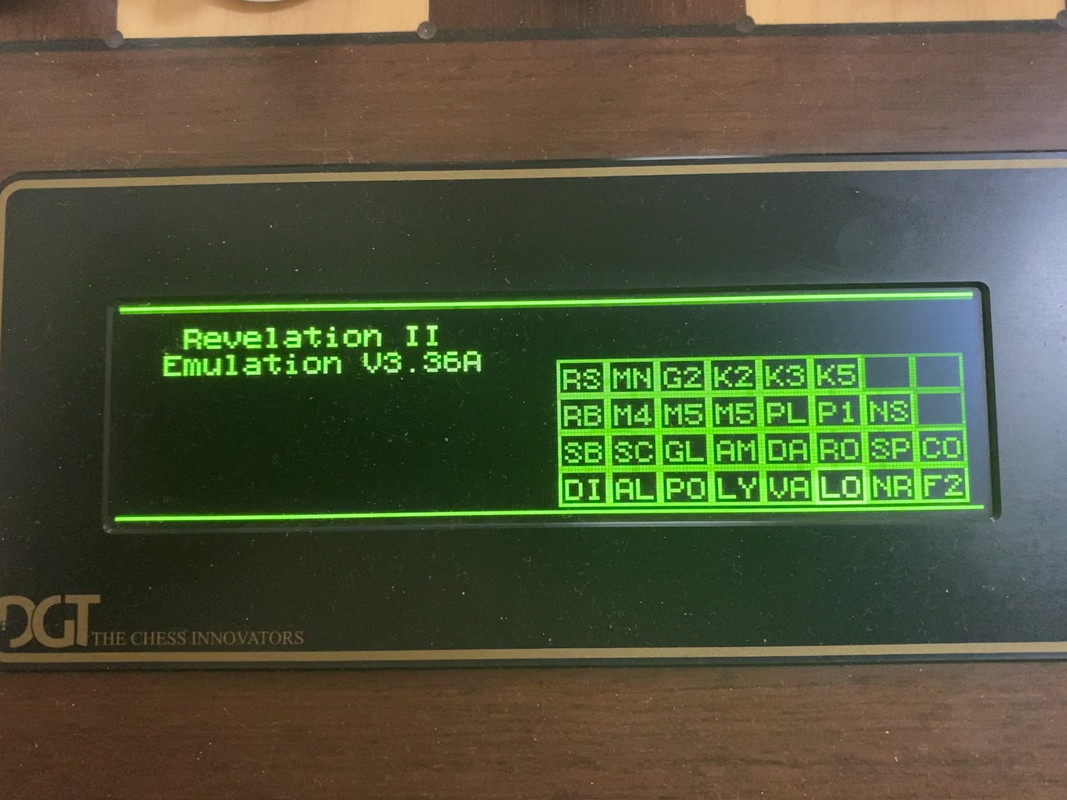 Revelation II
Emulation V3.36A
RS MN G2 K2 K3 K5
RB M4 M5 M5 PL P1 NS
SB SC GL AM DA RO SP CO
DI AL PO LY VA LO NR F2
DGT THE CHESS INNOVATORS